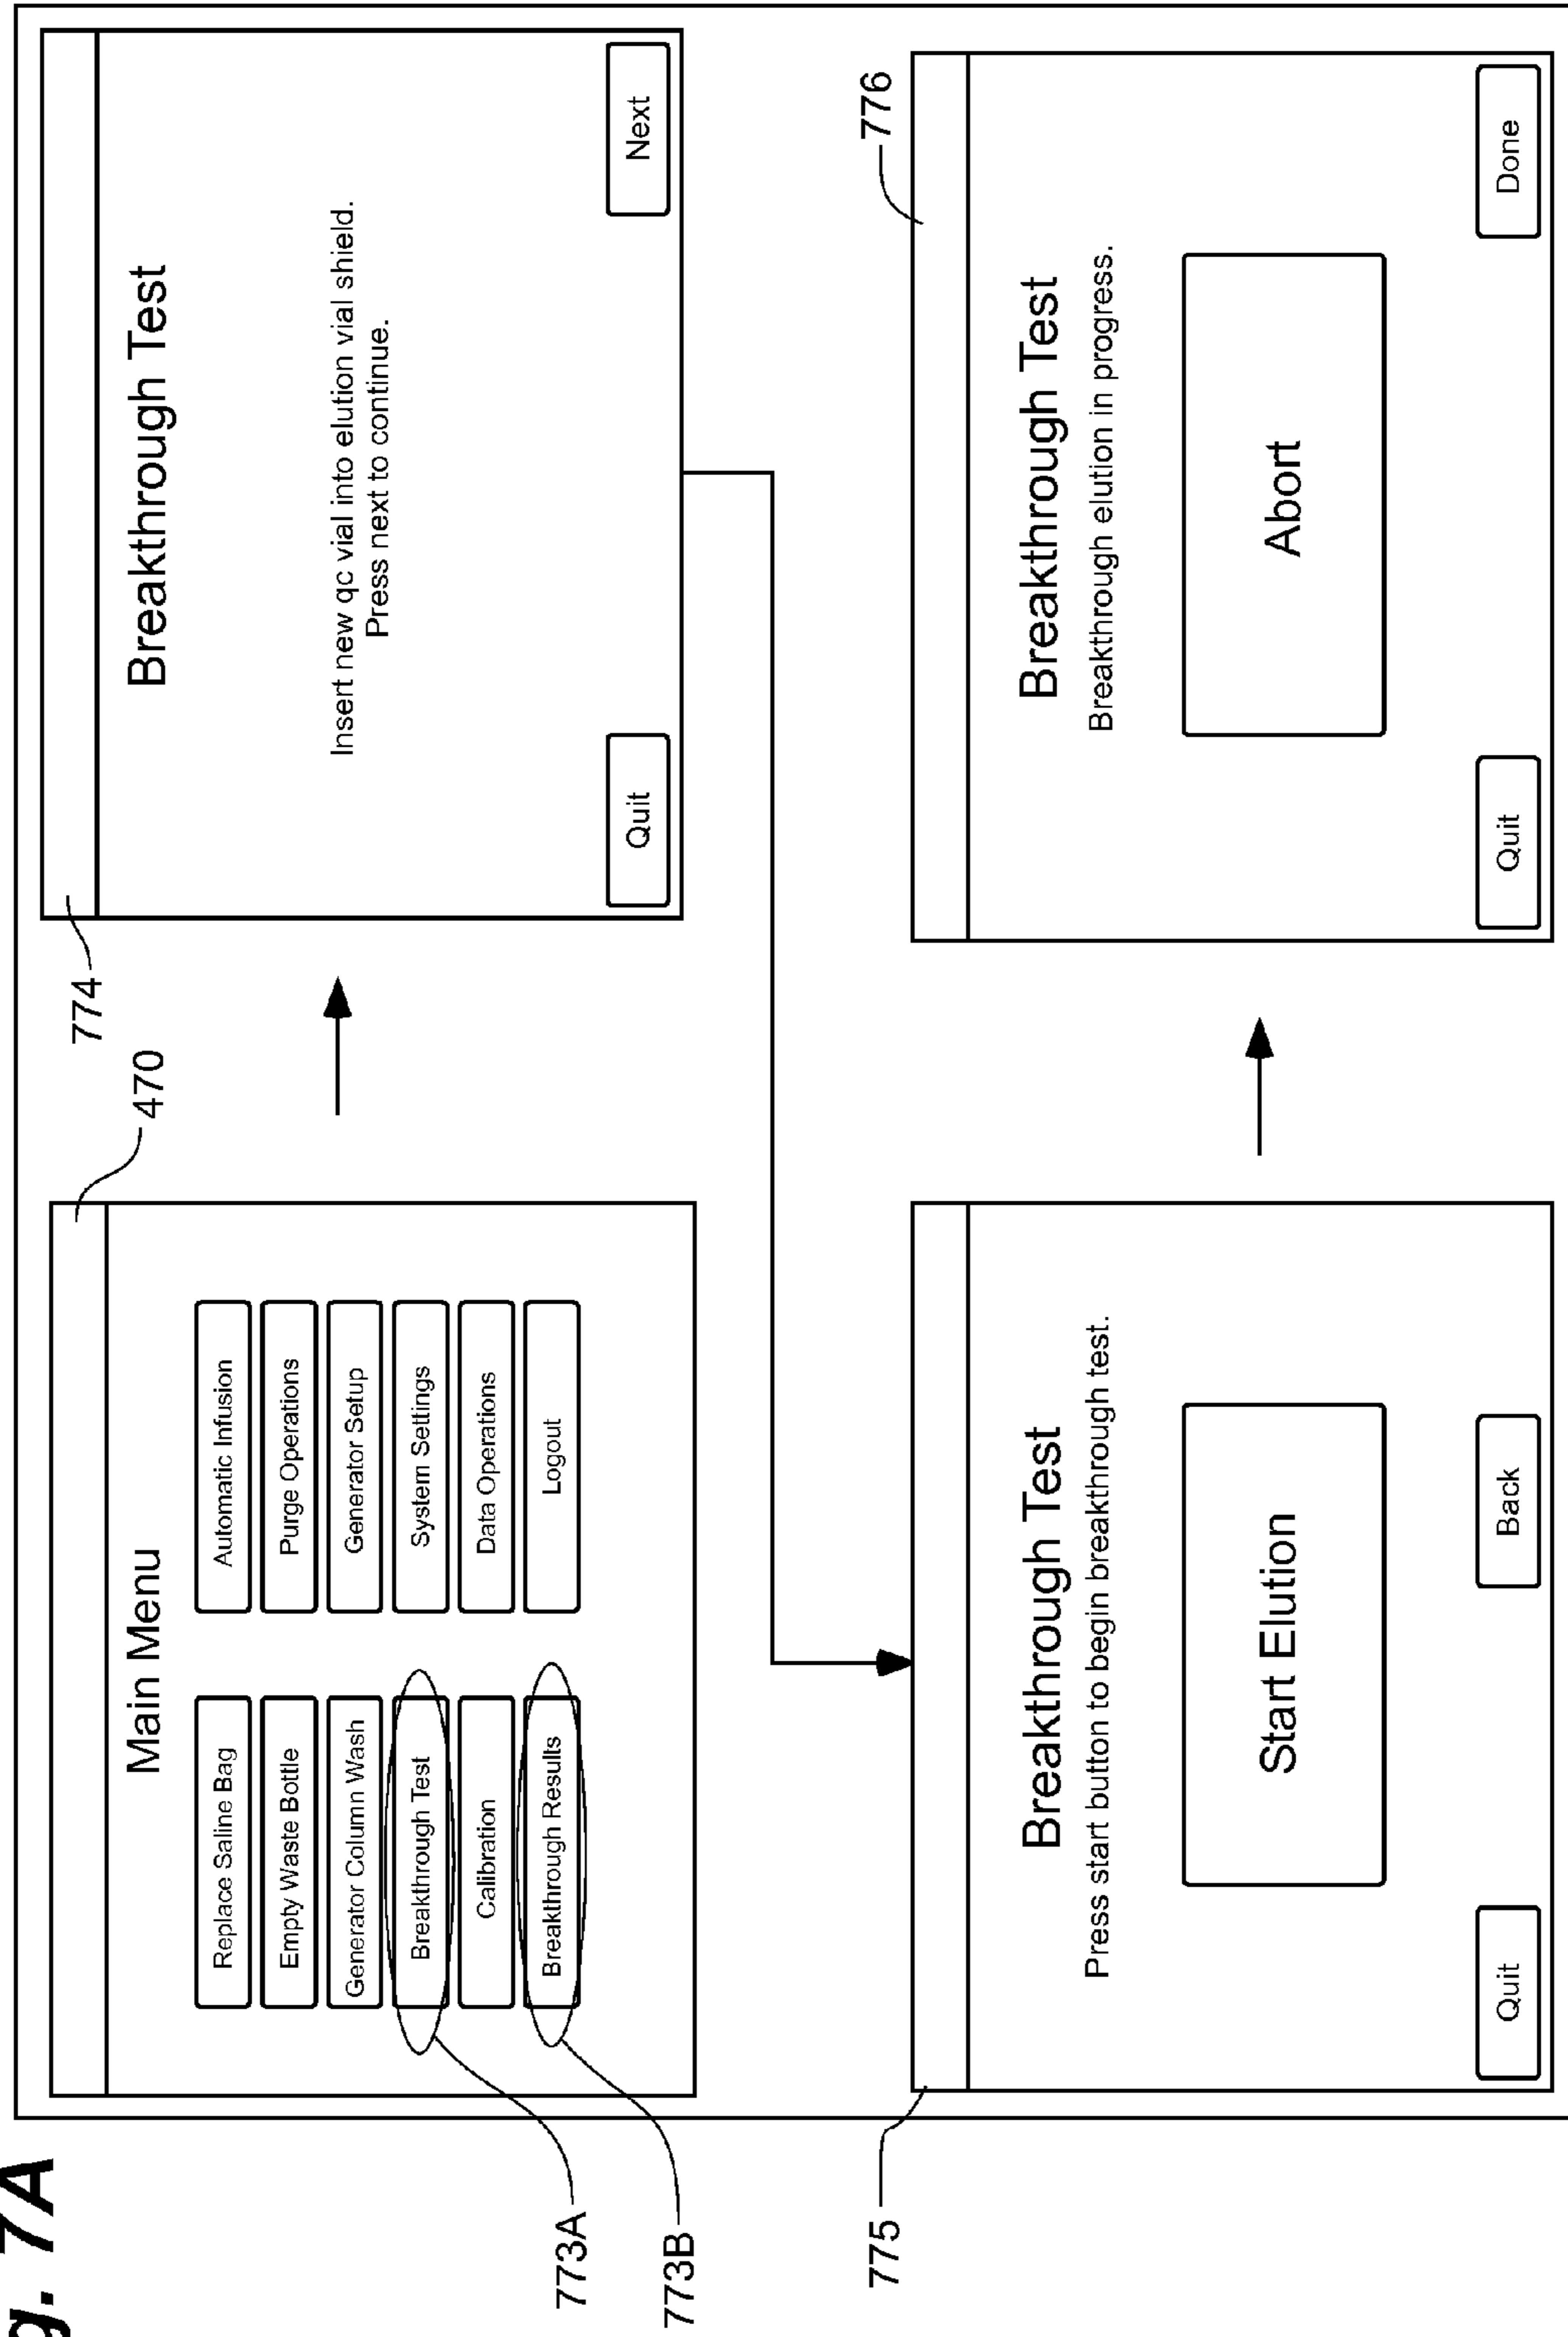 g. 7A
470
Main Menu
Replace Saline Bag
Automatic Infusion
Empty Waste Bottle
Purge Operations
Generator Column Wash
Generator Setup
Breakthrough Test
System Settings
Calibration
Data Operations
Breakthrough Results
Logout
773A
773B
774
Breakthrough Test
Insert new qc vial into elution vial shield.
Press next to continue.
Quit
Next
775
Breakthrough Test
Press start button to begin breakthrough test.
Start Elution
Quit
Back
776
Breakthrough Test
Breakthrough elution in progress.
Abort
Quit
Done